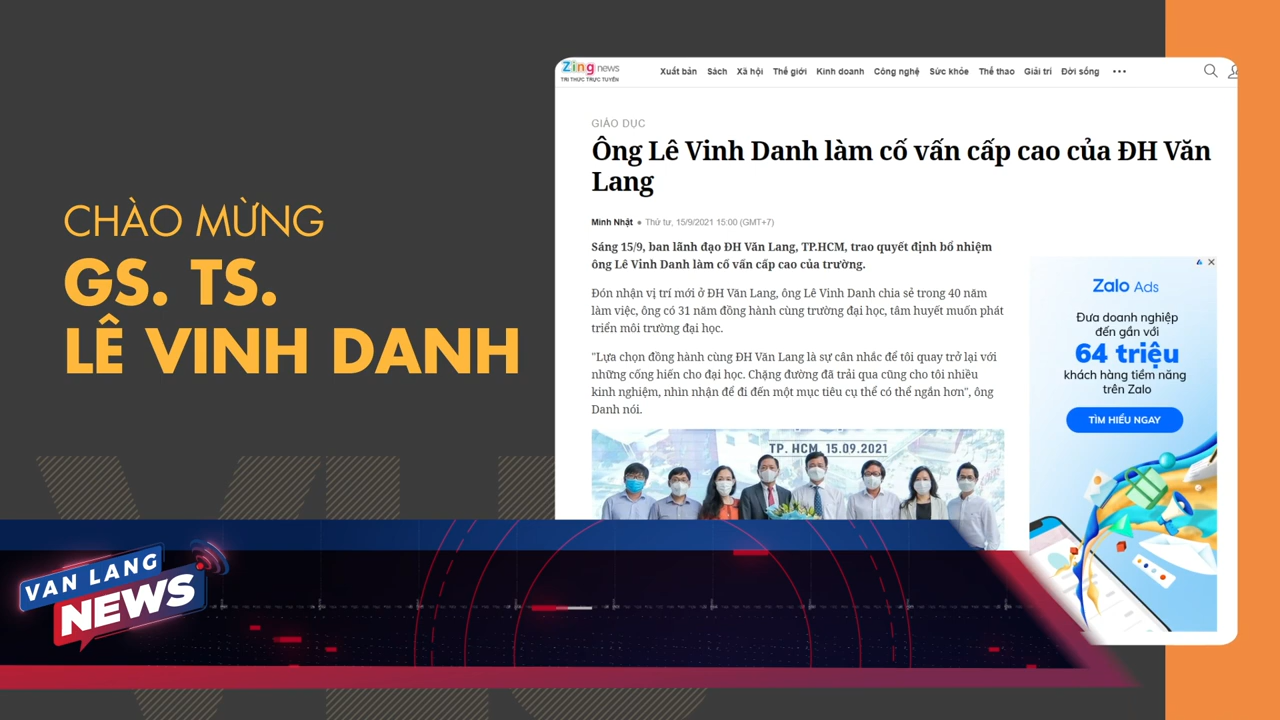 CHÀO MỪNG
GS. TS.
LÊ VINH DANH
Zing news
TRI THỨC TRỰC TUYẾN
Xuất bản Sách Xã hội Thế giới Kinh doanh Công nghệ Sức khỏe Thể thao Giải trí Đời sống
GIÁO DỤC
Ông Lê Vinh Danh làm cố vấn cấp cao của ĐH Văn
Lang
Minh Nhật • Thứ tư, 15/9/2021 15:00 (GMT+7)
Sáng 15/9, ban lãnh đạo ĐH Văn Lang, TP.HCM, trao quyết định bổ nhiệm
ông Lê Vinh Danh làm cố vấn cấp cao của trường.
Đón nhận vị trí mới ở ĐH Văn Lang, ông Lê Vinh Danh chia sẻ trong 40 năm
làm việc, ông có 31 năm đồng hành cùng trường đại học, tâm huyết muốn phát
triển môi trường đại học.
"Lựa chọn đồng hành cùng ĐH Văn Lang là sự cân nhắc để tôi quay trở lại với
những cống hiến cho đại học. Chặng đường đã trải qua cũng cho tôi nhiều
kinh nghiệm, nhìn nhận để đi đến một mục tiêu cụ thể có thể ngắn hơn", ông
Danh nói.
TP. HCM, 15.09.2021
Zalo Ads
Đưa doanh nghiệp
đến gần với
64 triệu
khách hàng tiềm năng
trên Zalo
TÌM HIỂU NGAY
VAN LANG
NEWS